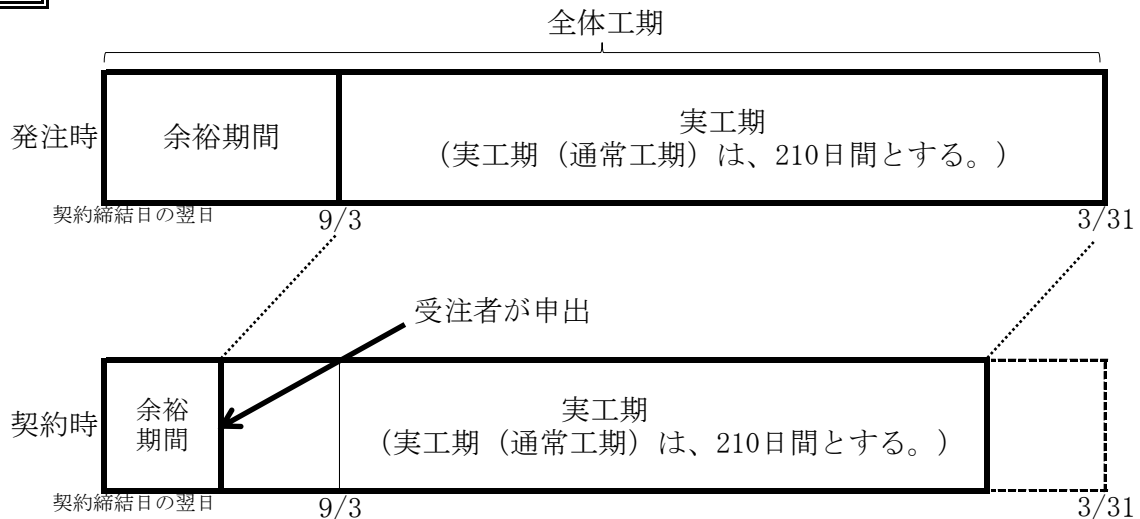 全体工期
発注時
余裕期間
実工期
（実工期（通常工期）は、210日間とする。）
契約締結日の翌日
9/3
3/31
受注者が申出
契約時
余裕
期間
実工期
（実工期（通常工期）は、210日間とする。）
契約締結日の翌日
9/3
3/31